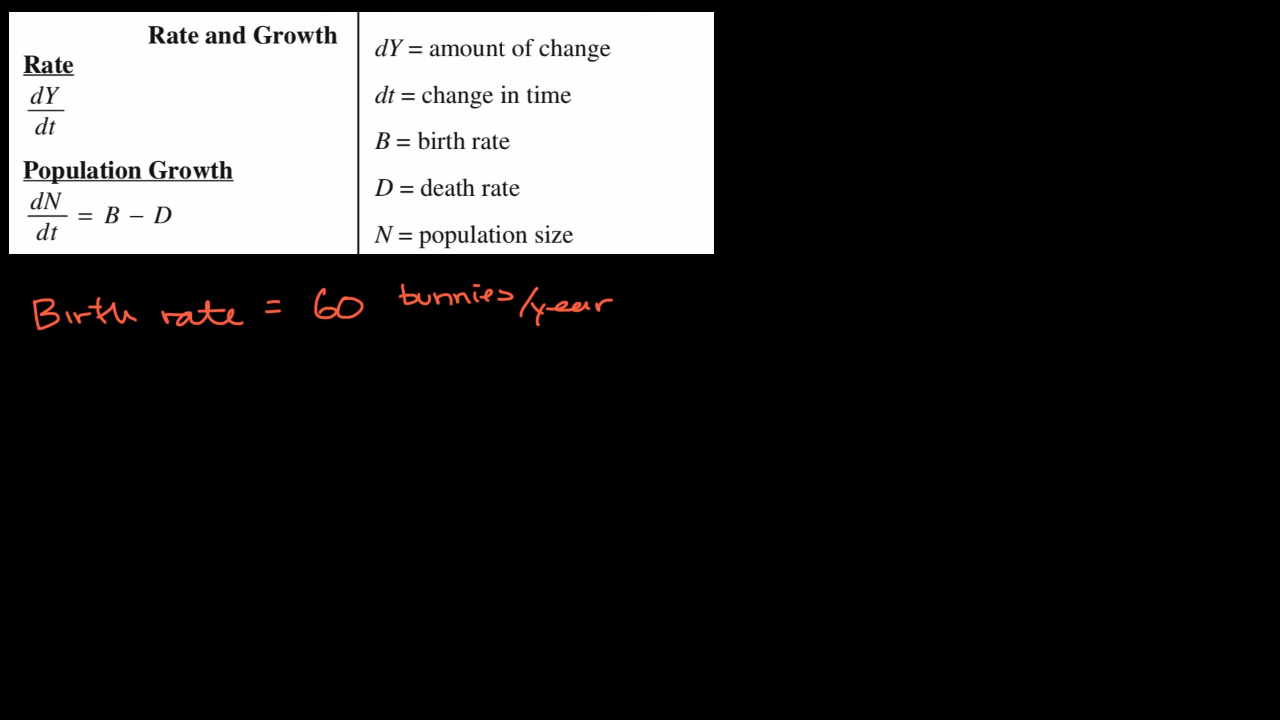 Rate and Growth
Rate
dY
dt
Population Growth
dN
dt
= B − D
dY = amount of change
dt = change in time
B = birth rate
D = death rate
N = population size
Birth rate = 60 bunnies/year